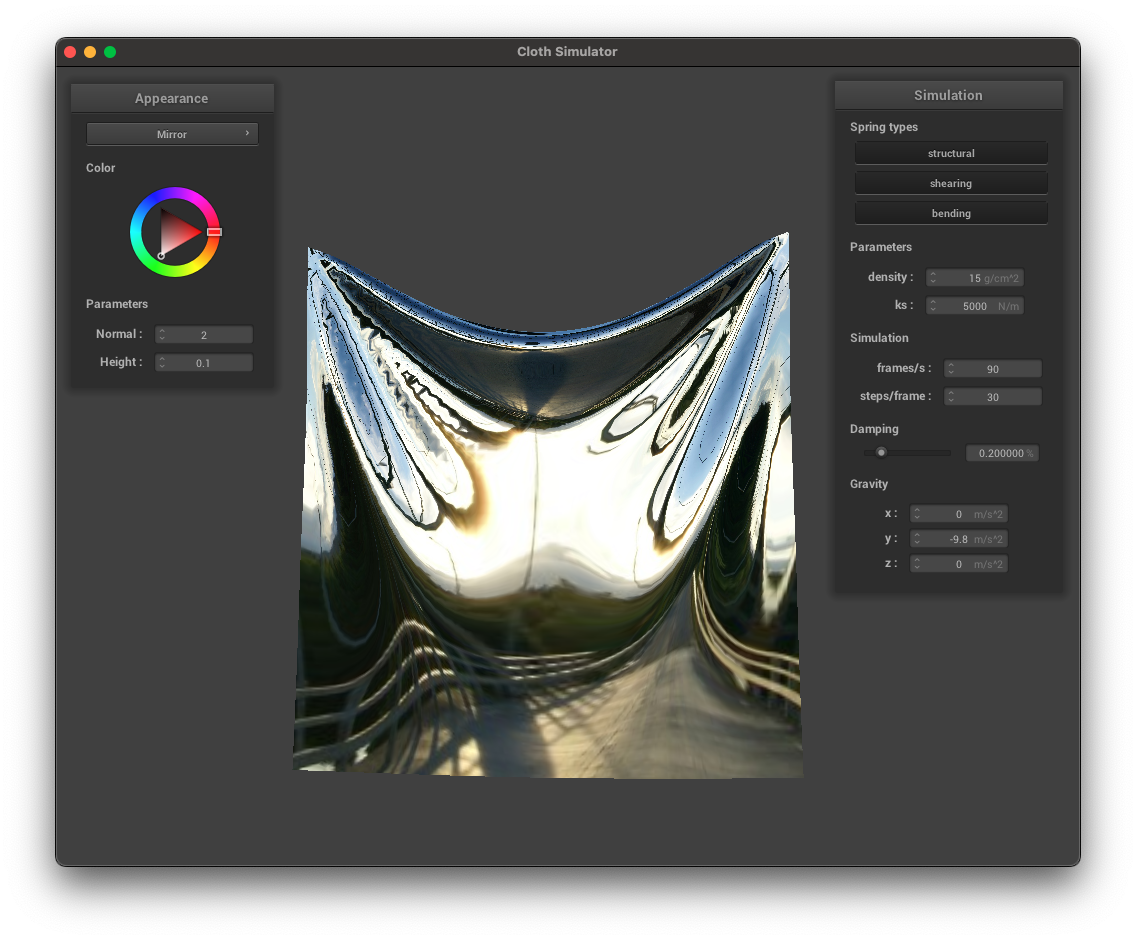 Cloth Simulator
Appearance
Mirror
Color
Parameters
Normal : 2
Height : 0.1
Simulation
Spring types
structural
shearing
bending
Parameters
density : 15 g/cm^2
ks : 5000 N/m
Simulation
frames/s : 90
steps/frame : 30
Damping
0.200000 %
Gravity
x : 0 m/s^2
y : -9.8 m/s^2
z : 0 m/s^2